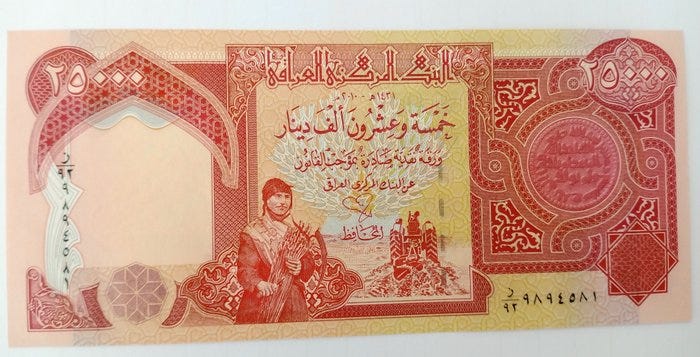 ٢٥٠٠٠
البنك المركزي العراقي
٢٥٠٠٠
١٤٣١هـ - ٢٠١٠م
خمسة وعشرون ألف دينار
ورقة نقدية صادرة بموجب القانون
عن البنك المركزي العراقي
المحافظ
ر/٩٢ ٩٨٩٤٥٨١
ر/٩٢ ٩٨٩٤٥٨١